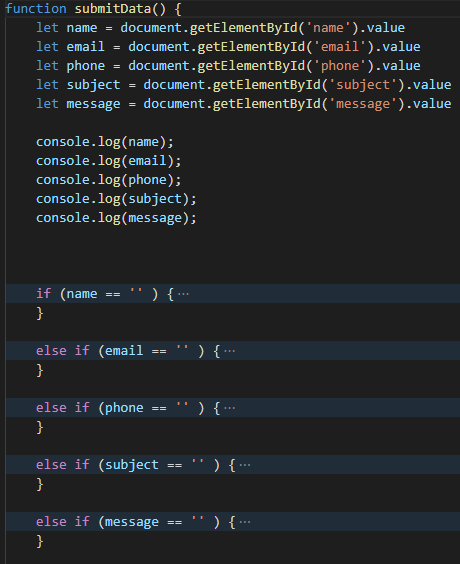 function submitData() {
    let name = document.getElementById('name').value
    let email = document.getElementById('email').value
    let phone = document.getElementById('phone').value
    let subject = document.getElementById('subject').value
    let message = document.getElementById('message').value
    console.log(name);
    console.log(email);
    console.log(phone);
    console.log(subject);
    console.log(message);
    if (name == '' ) {···
    }
    else if (email == '' ) {···
    }
    else if (phone == '' ) {···
    }
    else if (subject == '' ) {···
    }
    else if (message == '' ) {···
    }